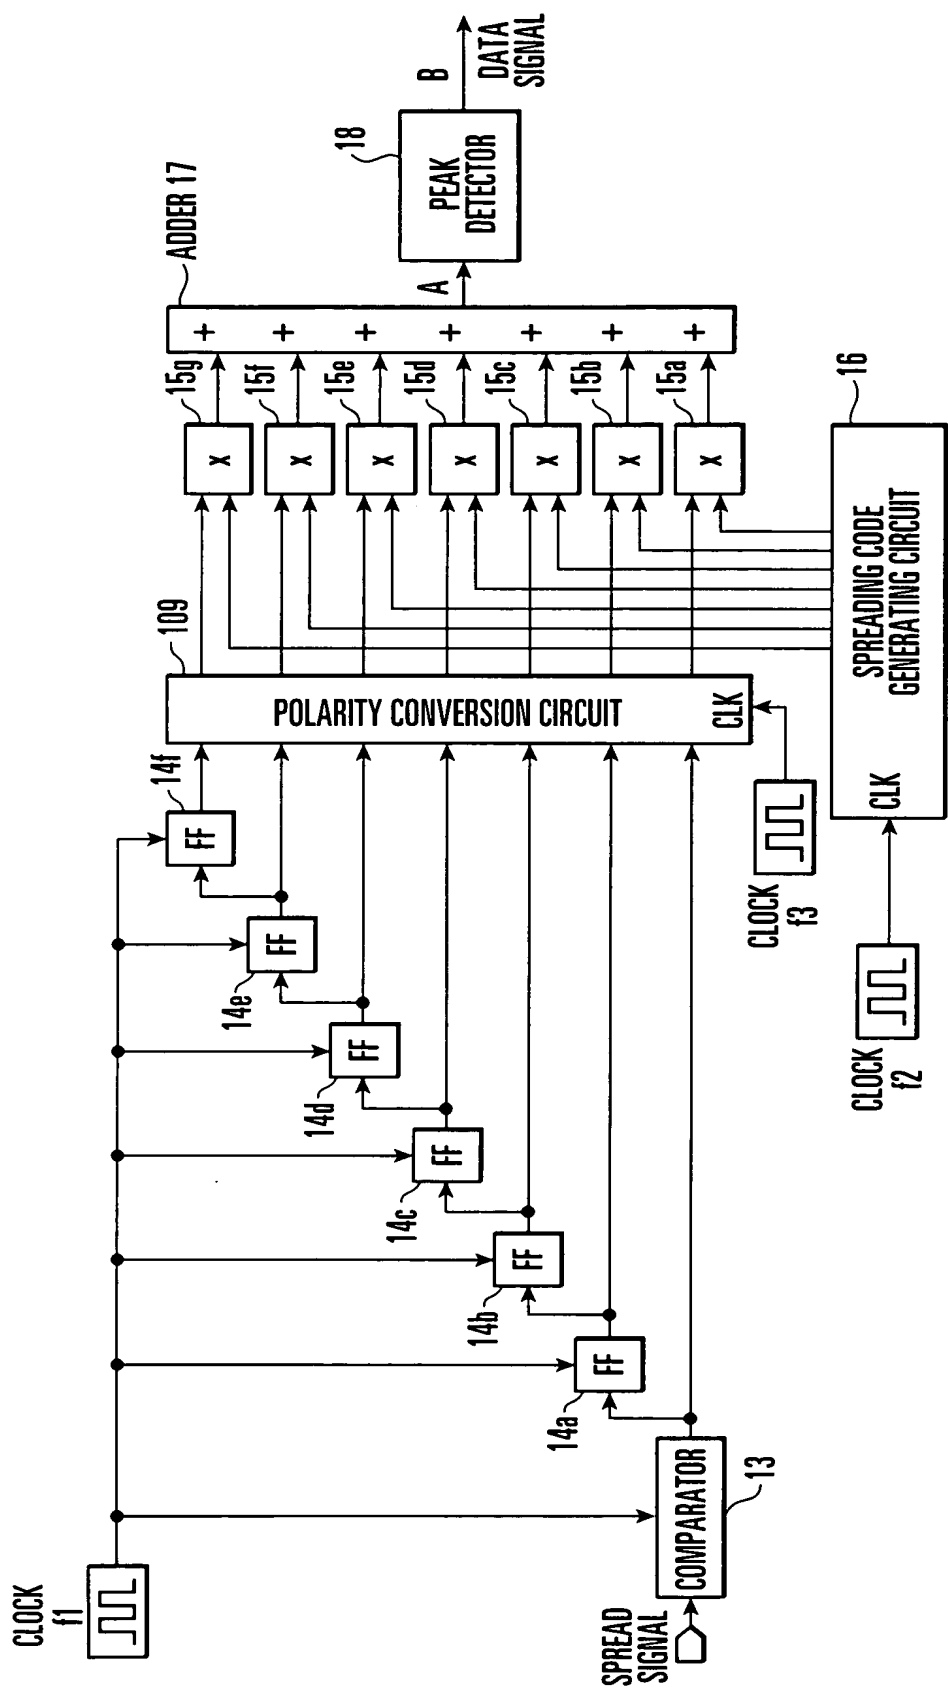 CLOCK
f1
SPREAD
SIGNAL
COMPARATOR
13
14a
FF
14b
FF
14c
FF
14d
FF
14e
FF
14f
FF
POLARITY CONVERSION CIRCUIT
CLK
109
CLOCK
f3
CLOCK
f2
CLK
SPREADING CODE
GENERATING CIRCUIT
16
15g
X
15f
X
15e
X
15d
X
15c
X
15b
X
15a
X
ADDER 17
+
+
+
+
+
+
+
A
PEAK
DETECTOR
18
B
DATA
SIGNAL